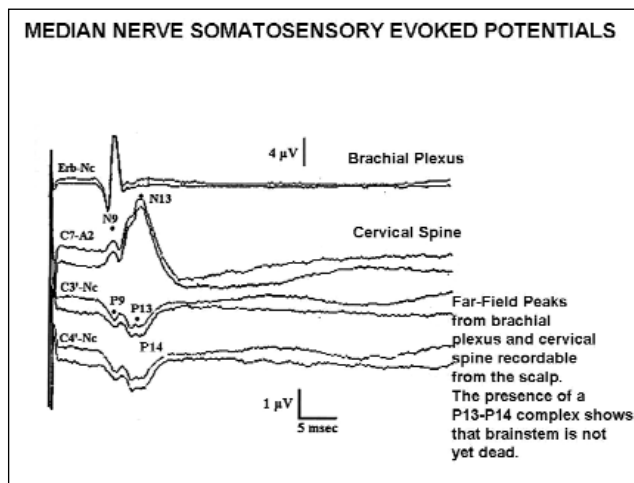 MEDIAN NERVE SOMATOSENSORY EVOKED POTENTIALS
4 µV
Brachial Plexus
Erb-Nc
N13
N9
C7-A2
Cervical Spine
C3'-Nc
P9
P13
C4'-Nc
P14
Far-Field Peaks
from brachial
plexus and cervical
spine recordable
from the scalp.
The presence of a
P13-P14 complex shows
that brainstem is not
yet dead.
1 µV
5 msec